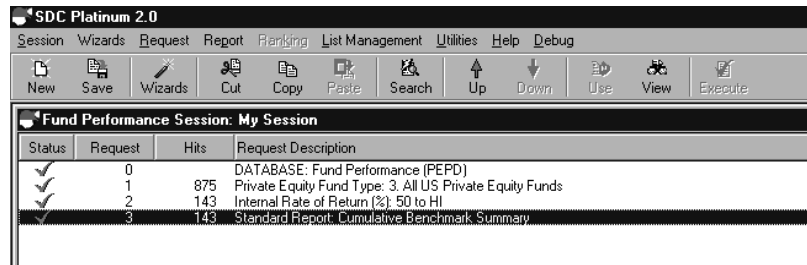 SDC Platinum 2.0
Session Wizards Request Report Ranking List Management Utilities Help Debug
New Save Wizards Cut Copy Paste Search Up Down Use View Execute
Fund Performance Session: My Session
Status Request Hits Request Description
0 DATABASE: Fund Performance (PEPD)
1 875 Private Equity Fund Type: 3. All US Private Equity Funds
2 143 Internal Rate of Return (%): 50 to HI
3 143 Standard Report: Cumulative Benchmark Summary